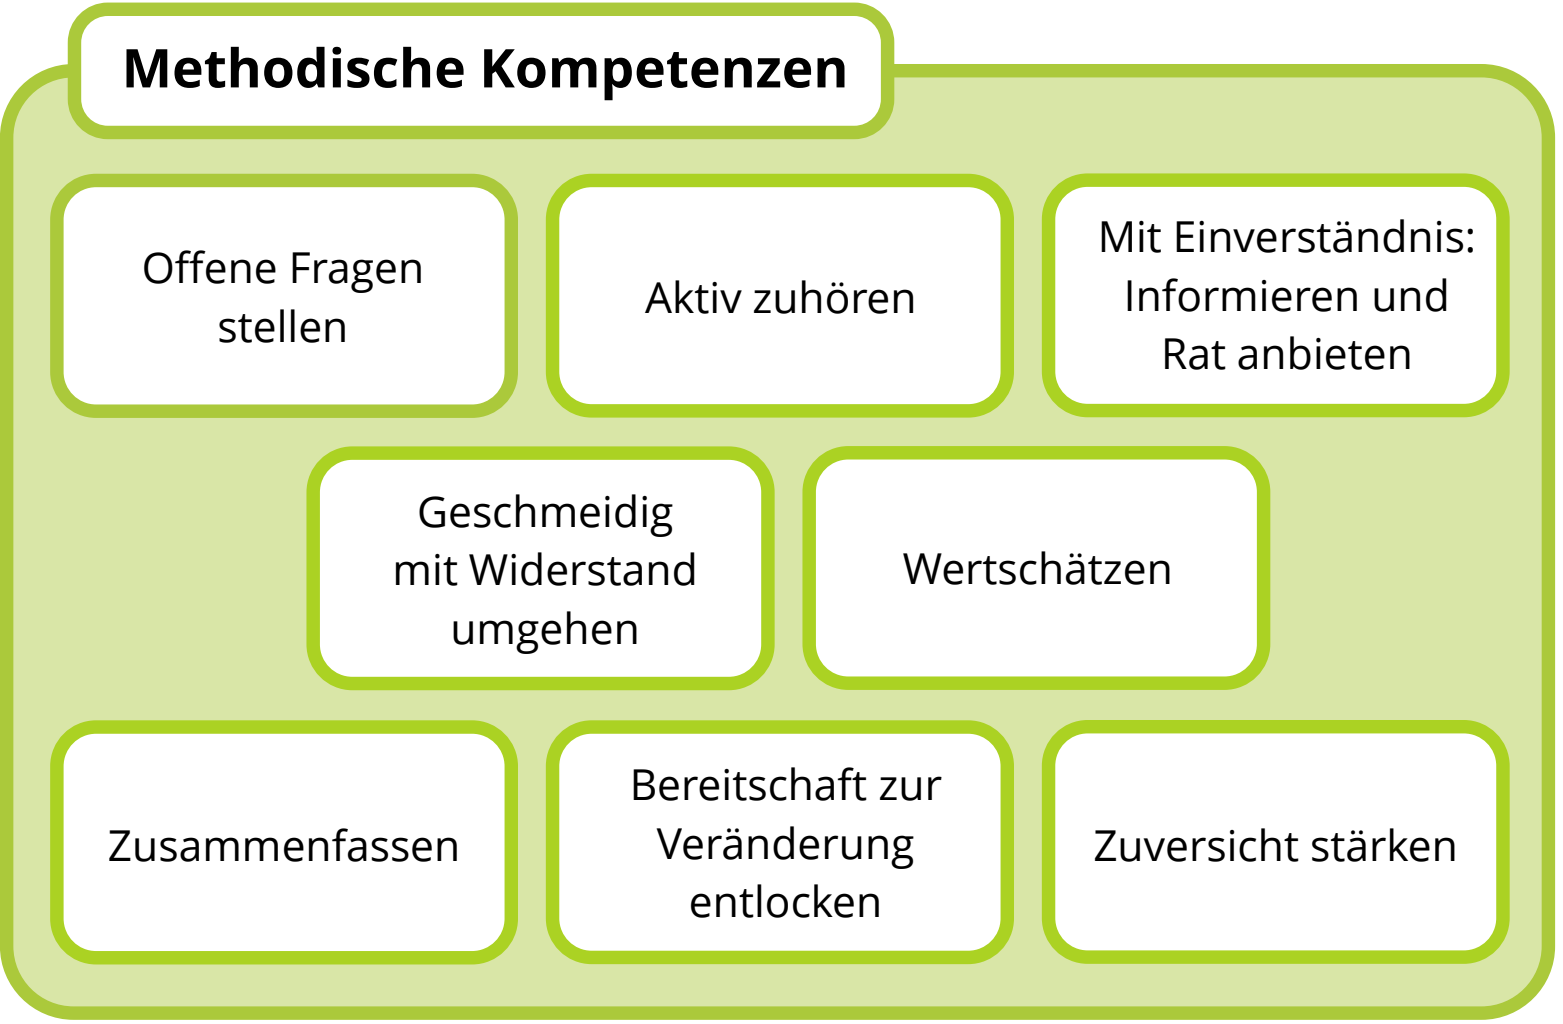 Methodische Kompetenzen
Offene Fragen
stellen
Aktiv zuhören
Mit Einverständnis:
Informieren und
Rat anbieten
Geschmeidig
mit Widerstand
umgehen
Wertschätzen
Zusammenfassen
Bereitschaft zur
Veränderung
entlocken
Zuversicht stärken